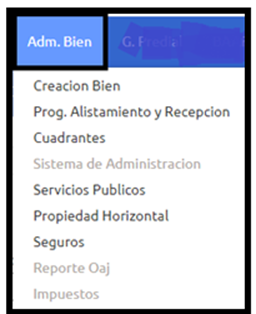 Adm. Bien
Creacion Bien
Prog. Alistamiento y Recepcion
Cuadrantes
Sistema de Administracion
Servicios Publicos
Propiedad Horizontal
Seguros
Reporte Oaj
Impuestos